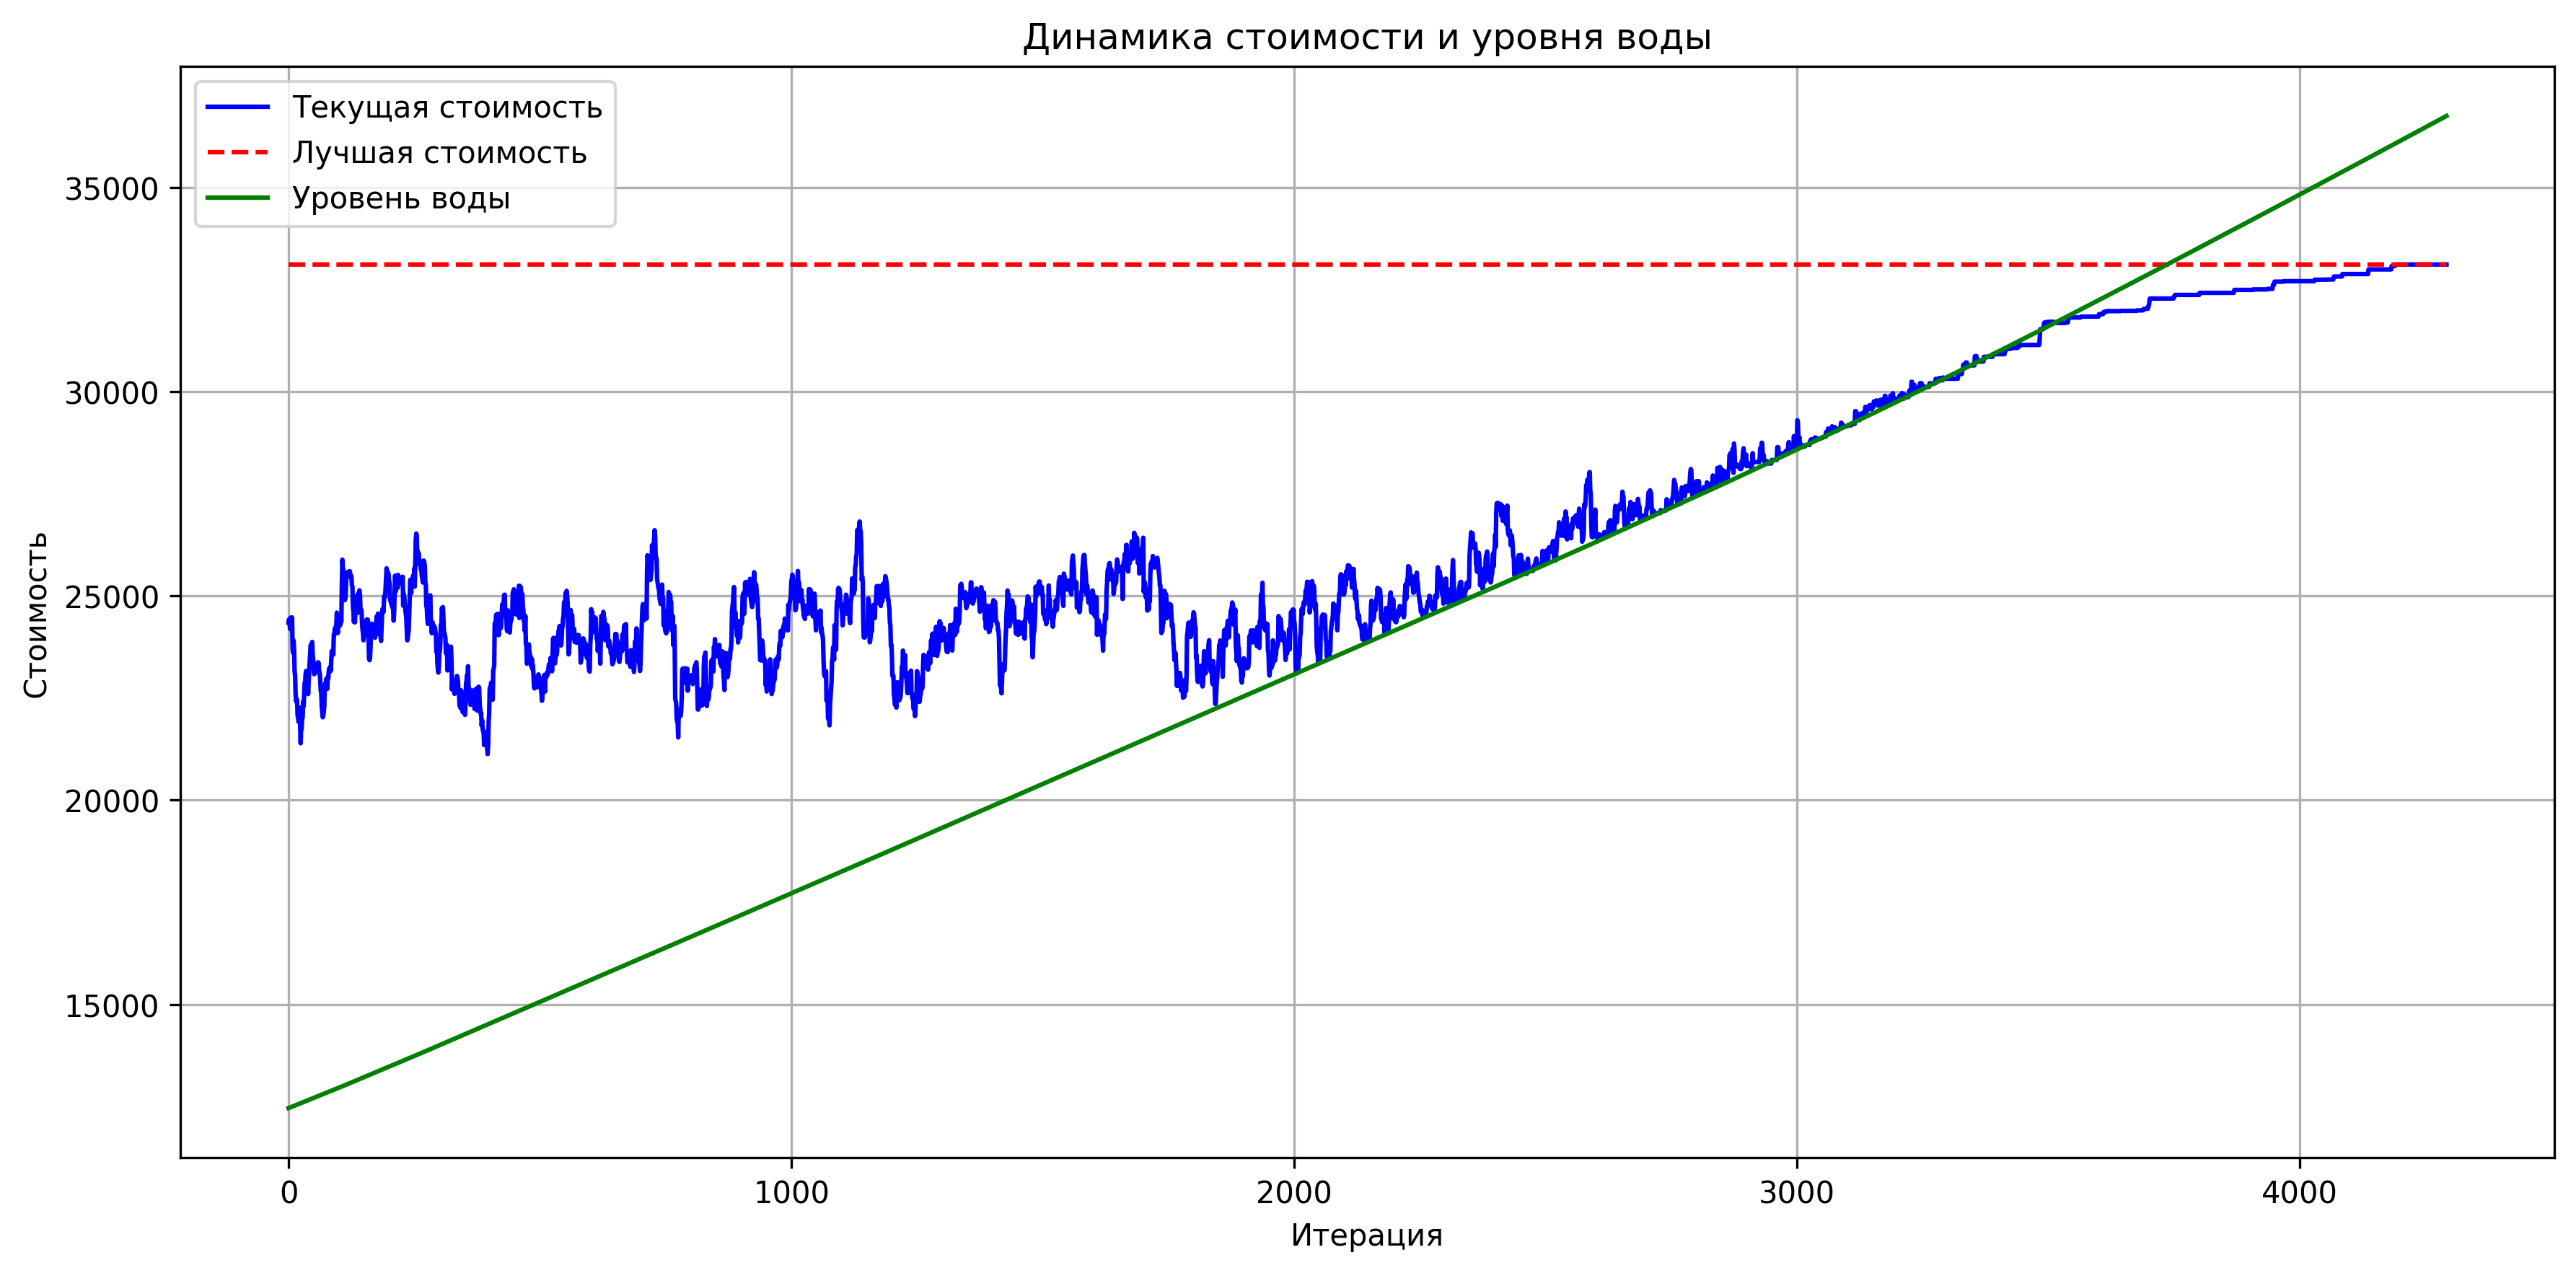 Динамика стоимости и уровня воды
Текущая стоимость
Лучшая стоимость
Уровень воды
Стоимость
35000
30000
25000
20000
15000
0 1000 2000 3000 4000
Итерация